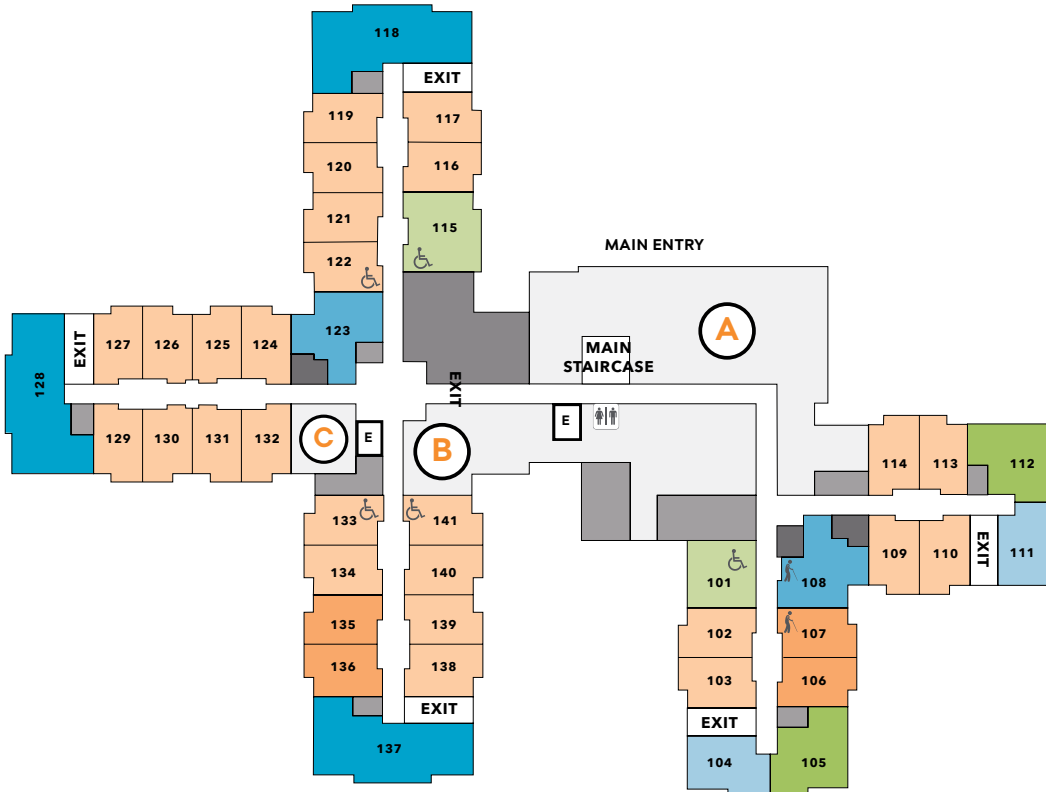 118
EXIT
119
117
120
116
121
115
122
MAIN ENTRY
123
A
127
126
125
124
EXIT
MAIN
STAIRCASE
128
EXIT
129
130
131
132
C
E
B
E
114
113
112
133
141
134
140
101
108
109
110
EXIT
111
135
139
102
107
136
138
103
106
EXIT
EXIT
137
104
105